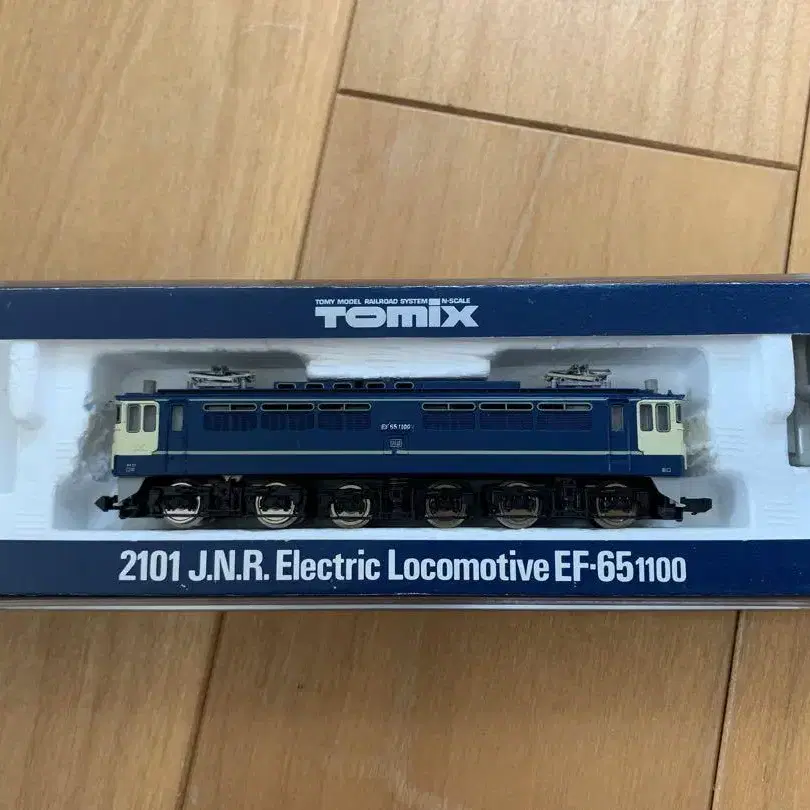 TOMY MODEL RAILROAD SYSTEM N-SCALE
TOMIX
EF 65 1100
2101 J.N.R. Electric Locomotive EF-65 1100